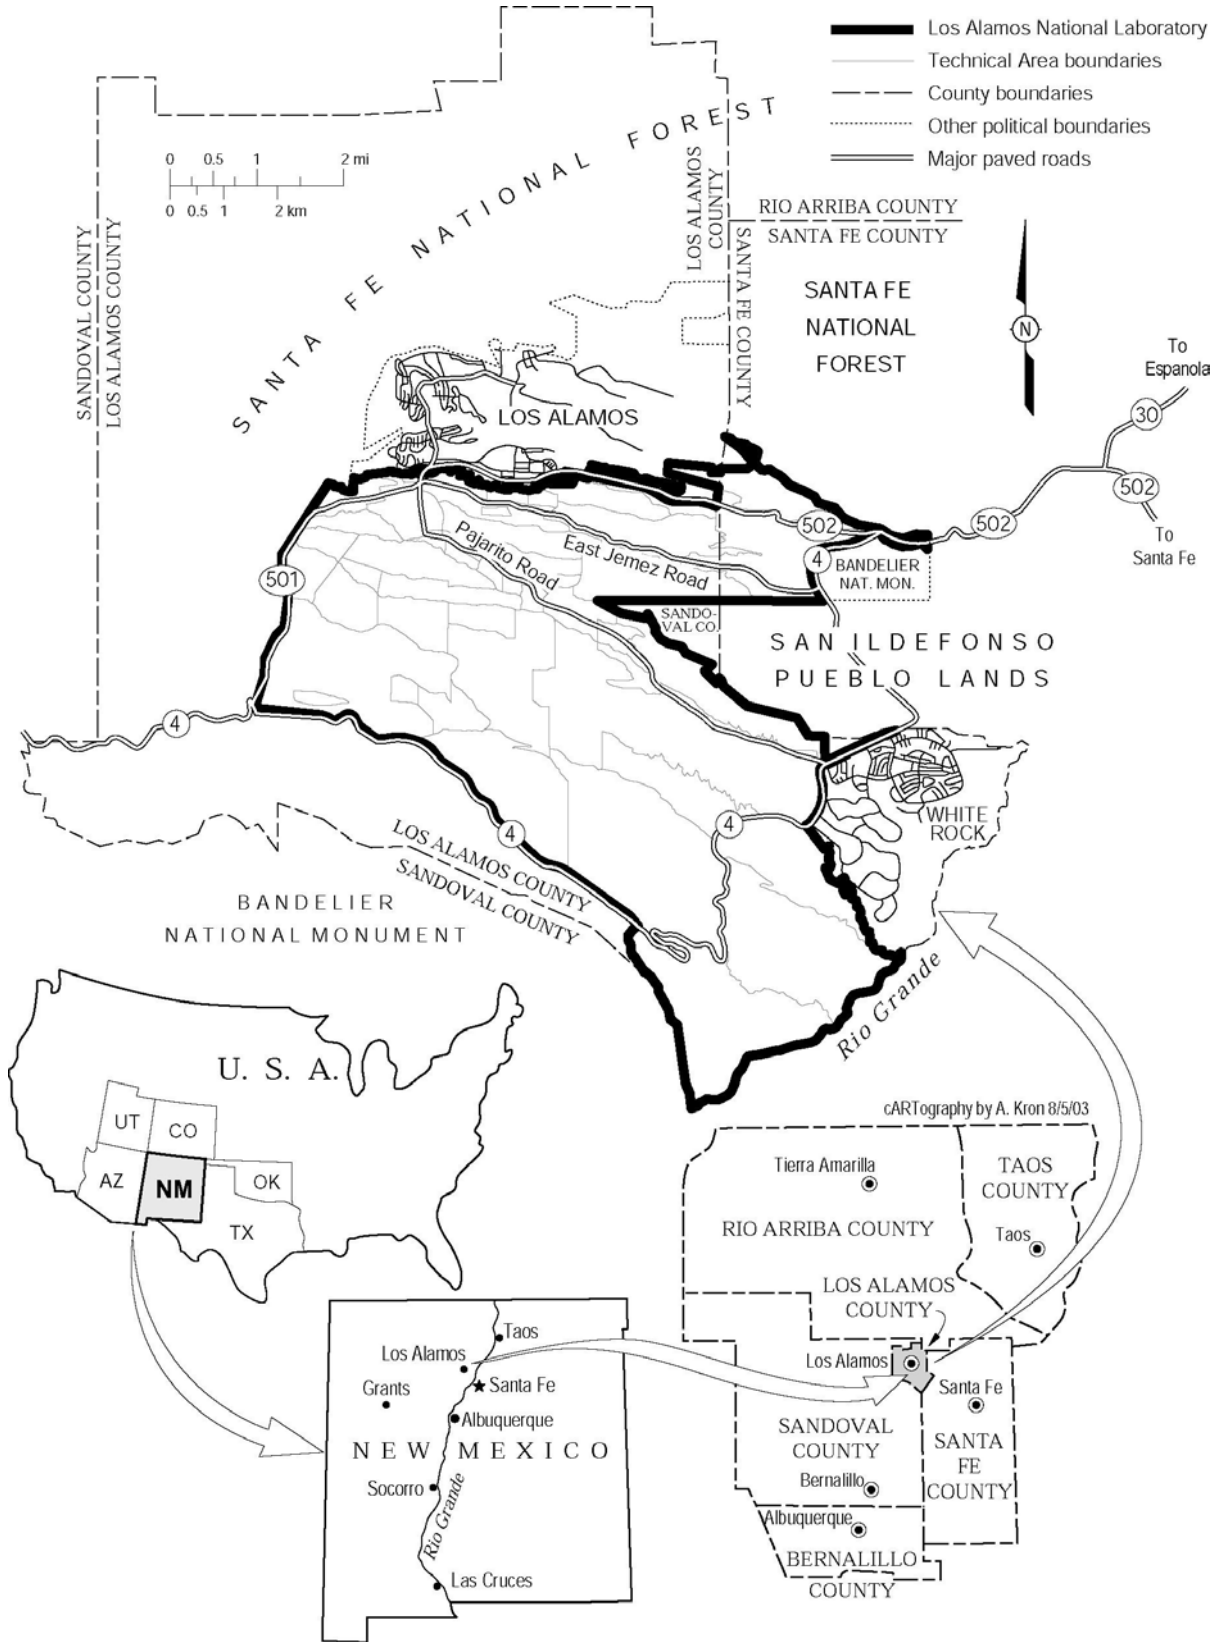 Los Alamos National Laboratory
Technical Area boundaries
County boundaries
Other political boundaries
Major paved roads
0 0.5 1 2 mi
0 0.5 1 2 km
SANTA FE NATIONAL FOREST
SANDOVAL COUNTY
LOS ALAMOS COUNTY
LOS ALAMOS
COUNTY
SANTA FE COUNTY
RIO ARRIBA COUNTY
SANTA FE COUNTY
SANTA FE
NATIONAL
FOREST
N
To
Espanola
30
502
To
Santa Fe
LOS ALAMOS
502
502
4
BANDELIER
NAT. MON.
East Jemez Road
Pajarito Road
501
SANDO-
VAL CO.
SAN ILDEFONSO
PUEBLO LANDS
4
4
4
WHITE
ROCK
LOS ALAMOS COUNTY
SANDOVAL COUNTY
BANDELIER
NATIONAL MONUMENT
Rio Grande
U. S. A.
UT
CO
AZ
NM
OK
TX
cARTography by A. Kron 8/5/03
Tierra Amarilla
TAOS
COUNTY
RIO ARRIBA COUNTY
Taos
LOS ALAMOS
COUNTY
Los Alamos
Santa Fe
SANDOVAL
COUNTY
SANTA
FE
COUNTY
Bernalillo
Albuquerque
BERNALILLO
COUNTY
Taos
Los Alamos
Santa Fe
Grants
Albuquerque
NEW MEXICO
Socorro
Rio Grande
Las Cruces